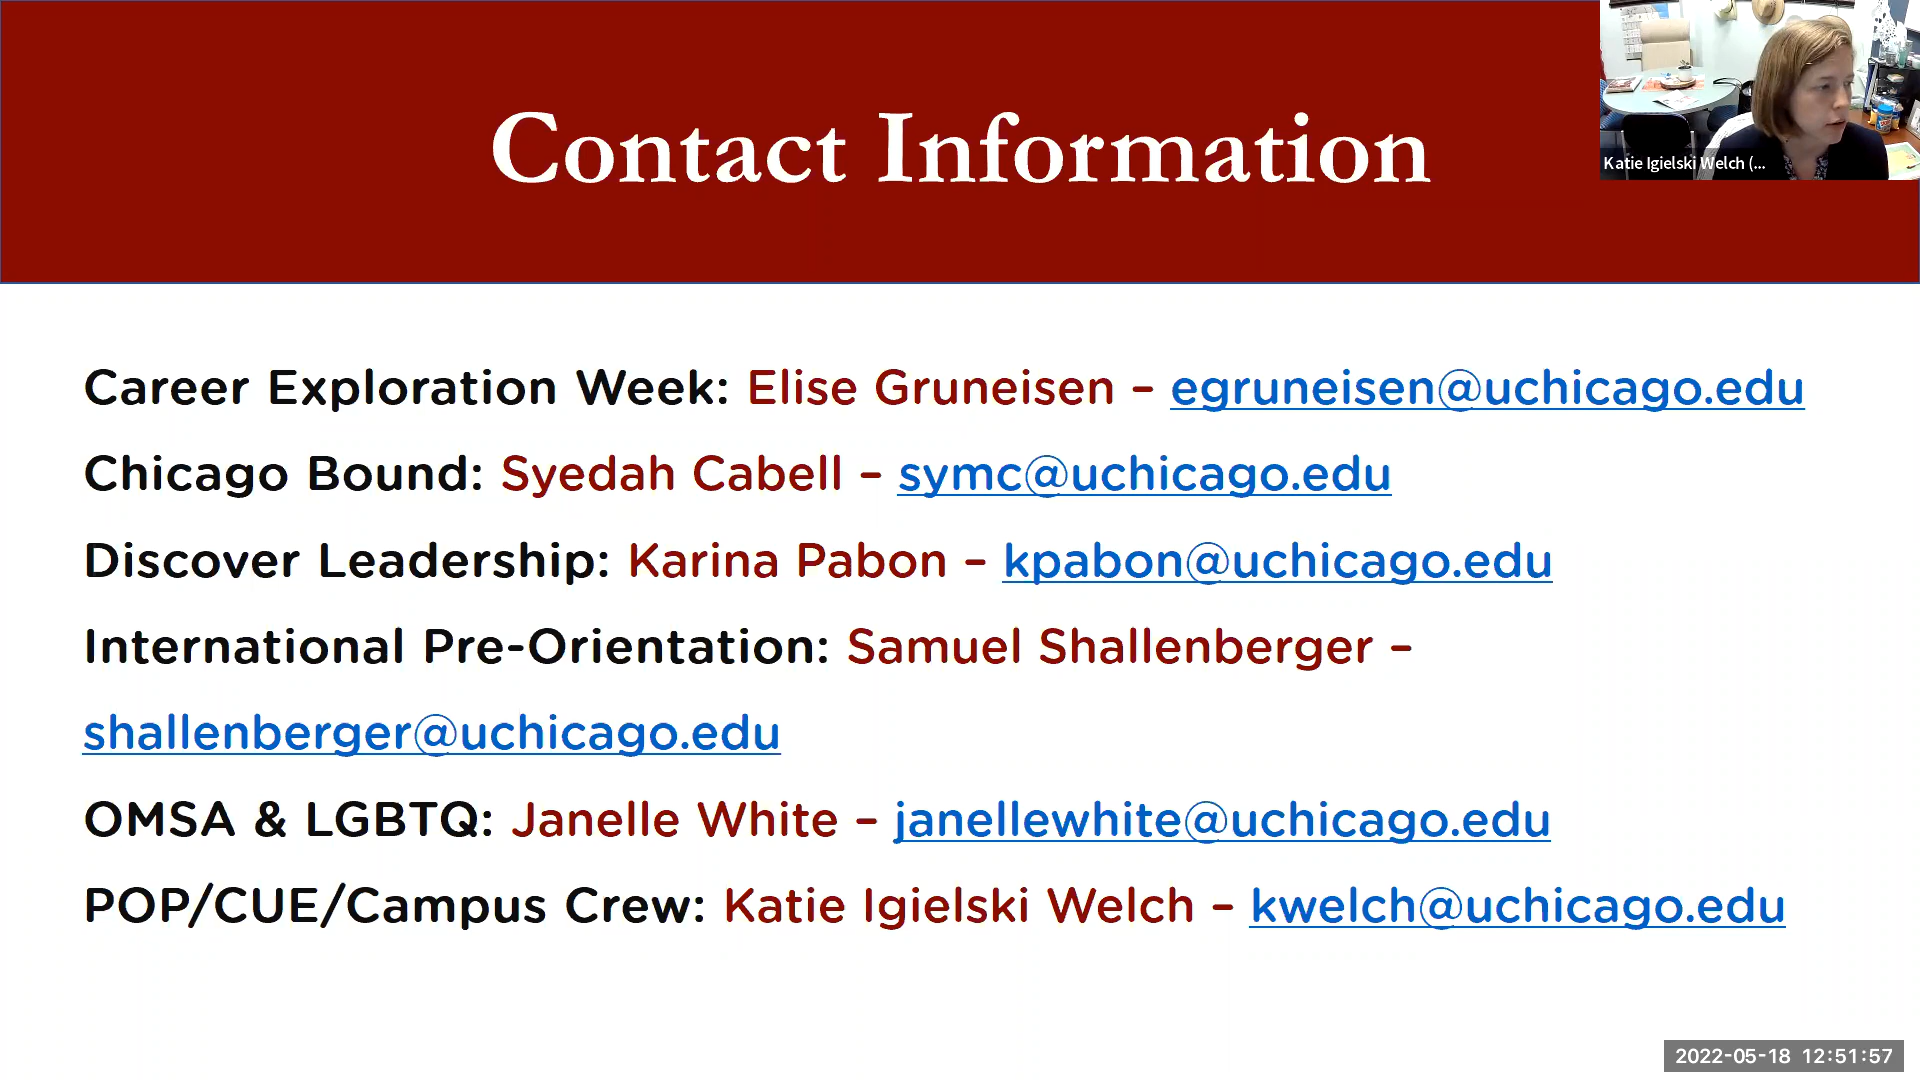 Contact Information
Katie Igielski Welch (...
Career Exploration Week: Elise Gruneisen – egruneisen@uchicago.edu
Chicago Bound: Syedah Cabell – symc@uchicago.edu
Discover Leadership: Karina Pabon – kpabon@uchicago.edu
International Pre-Orientation: Samuel Shallenberger –
shallenberger@uchicago.edu
OMSA & LGBTQ: Janelle White – janellewhite@uchicago.edu
POP/CUE/Campus Crew: Katie Igielski Welch – kwelch@uchicago.edu
2022-05-18 12:51:57